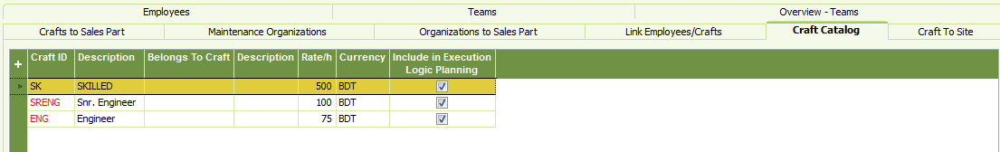 Employees Teams Overview - Teams
Crafts to Sales Part Maintenance Organizations Organizations to Sales Part Link Employees/Crafts Craft Catalog Craft To Site
+ Craft ID Description Belongs To Craft Description Rate/h Currency Include in Execution
Logic Planning
SK SKILLED 500 BDT
SRENG Snr. Engineer 100 BDT
ENG Engineer 75 BDT